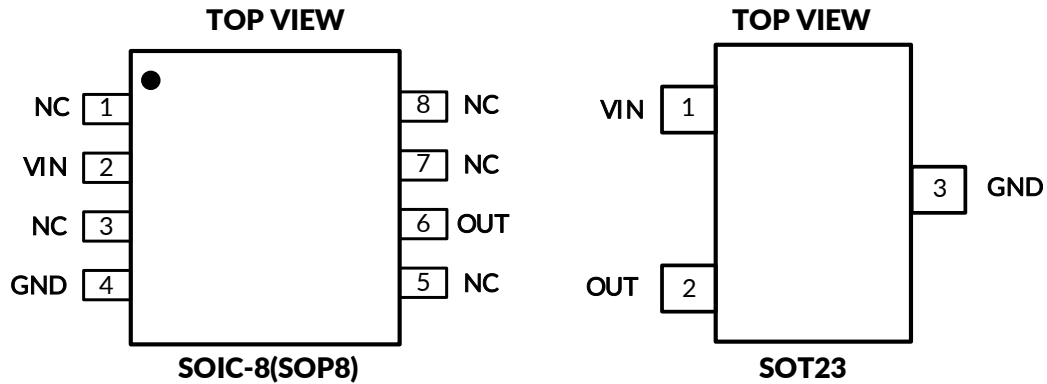 TOP VIEW
NC 1 8 NC
VIN 2 7 NC
NC 3 6 OUT
GND 4 5 NC
SOIC-8(SOP8)
TOP VIEW
VIN 1
3 GND
OUT 2
SOT23